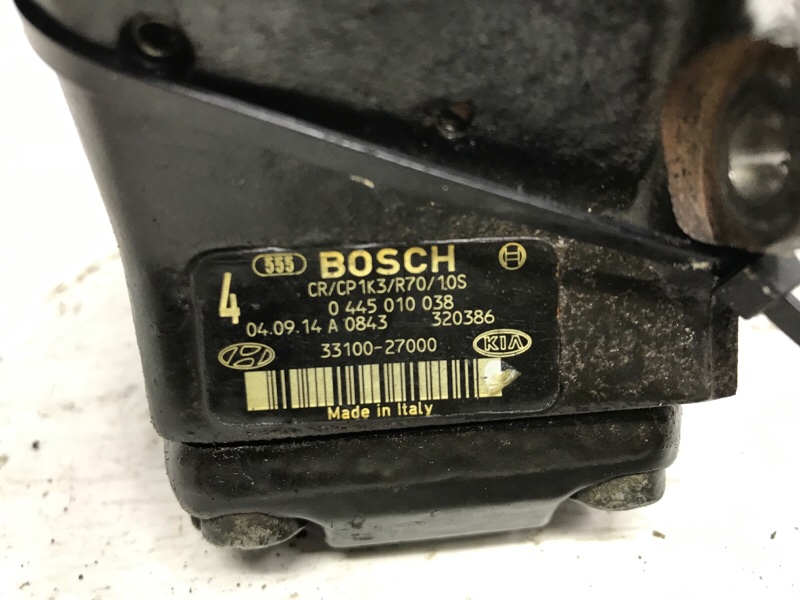 4 555 BOSCH
CR/CP1K3/R70/10S
0 445 010 038
04.09.14 A 0843 320386
33100-27000 KIA
Made in Italy